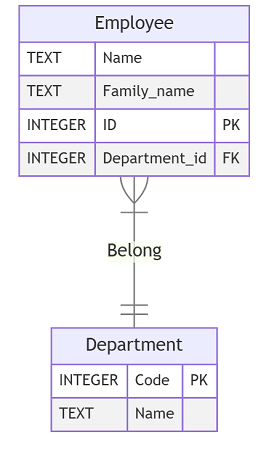 Employee
TEXT Name
TEXT Family_name
INTEGER ID PK
INTEGER Department_id FK
Belong
Department
INTEGER Code PK
TEXT Name